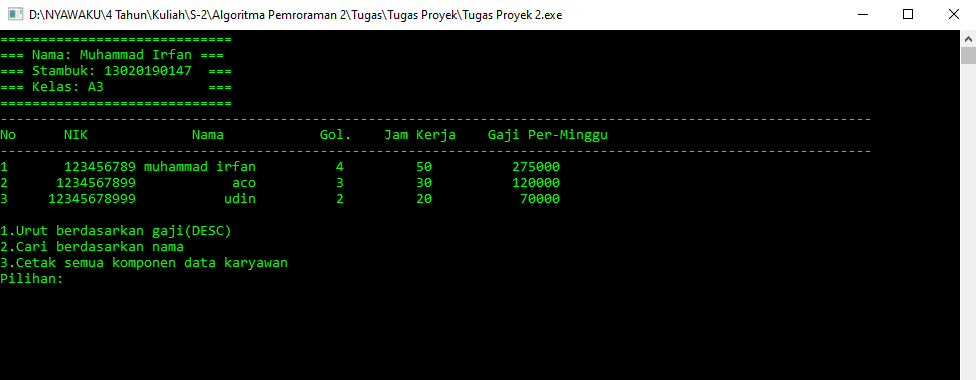 D:\NYAWAKU\4 Tahun\Kuliah\S-2\Algoritma Pemroraman 2\Tugas\Tugas Proyek\Tugas Proyek 2.exe
=============================
=== Nama: Muhammad Irfan ===
=== Stambuk: 13020190147  ===
=== Kelas: A3             ===
=============================
-------------------------------------------------------------------------------------------------------------
No      NIK             Nama            Gol.    Jam Kerja    Gaji Per-Minggu
-------------------------------------------------------------------------------------------------------------
1       123456789 muhammad irfan          4         50          275000
2      1234567899            aco          3         30          120000
3     12345678999           udin          2         20           70000
1.Urut berdasarkan gaji(DESC)
2.Cari berdasarkan nama
3.Cetak semua komponen data karyawan
Pilihan: